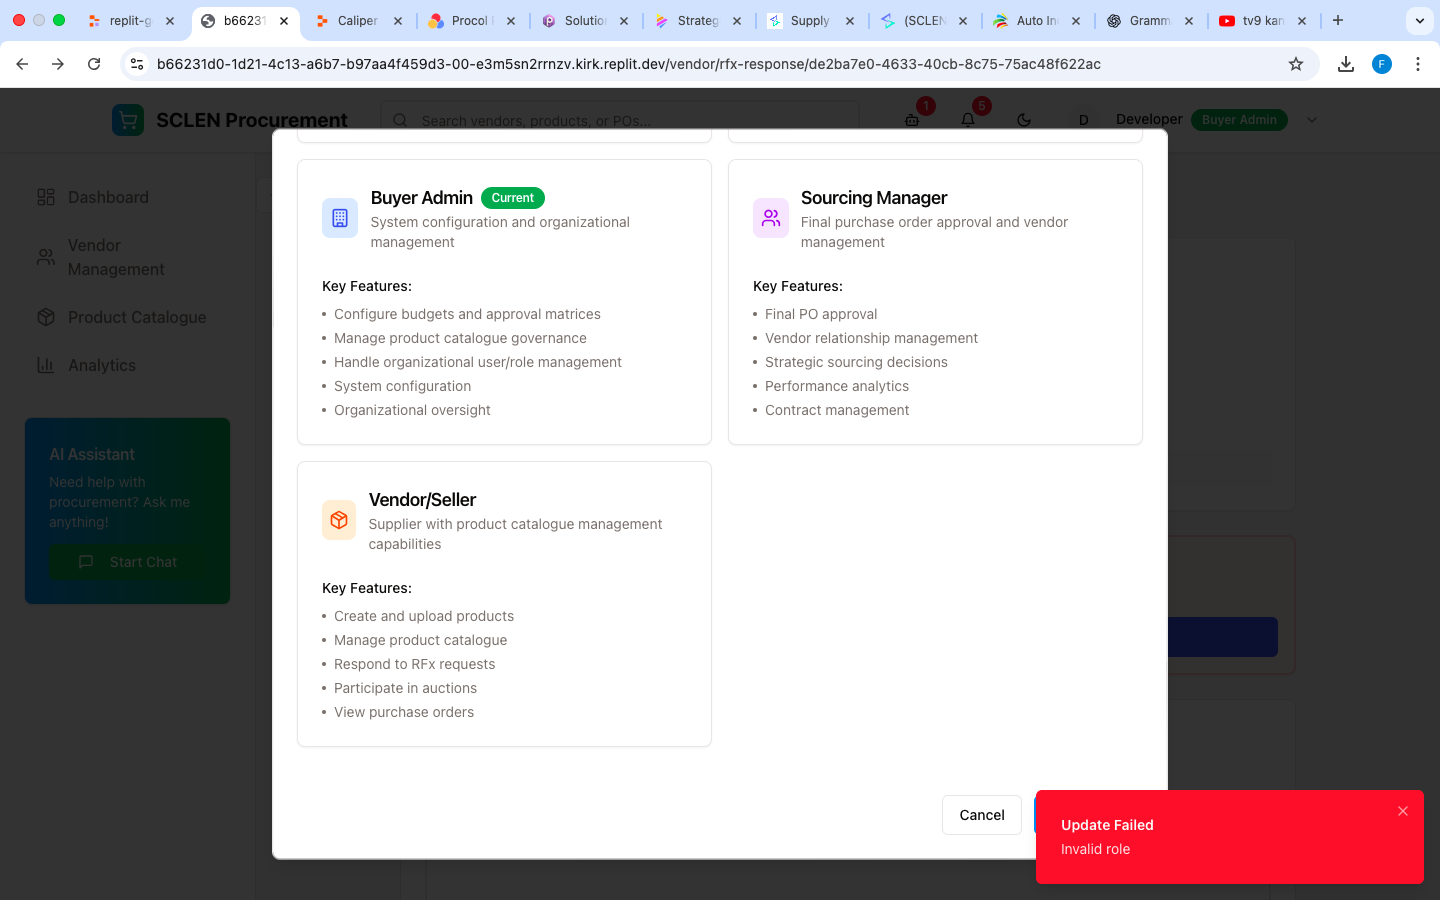 replit-g
b66231
Caliper
Procol
Solutio
Strateg
Supply
(SCLEN
Auto In
Gramm
tv9 kan
b66231d0-1d21-4c13-a6b7-b97aa4f459d3-00-e3m5sn2rrnzv.kirk.replit.dev/vendor/rfx-response/de2ba7e0-4633-40cb-8c75-75ac48f622ac
F
SCLEN Procurement
Search vendors, products, or POs...
1
5
D
Developer
Buyer Admin
Dashboard
Vendor
Management
Product Catalogue
Analytics
AI Assistant
Need help with
procurement? Ask me
anything!
Start Chat
Buyer Admin
Current
System configuration and organizational
management
Key Features:
• Configure budgets and approval matrices
• Manage product catalogue governance
• Handle organizational user/role management
• System configuration
• Organizational oversight
Sourcing Manager
Final purchase order approval and vendor
management
Key Features:
• Final PO approval
• Vendor relationship management
• Strategic sourcing decisions
• Performance analytics
• Contract management
Vendor/Seller
Supplier with product catalogue management
capabilities
Key Features:
• Create and upload products
• Manage product catalogue
• Respond to RFx requests
• Participate in auctions
• View purchase orders
Cancel
Update Failed
Invalid role